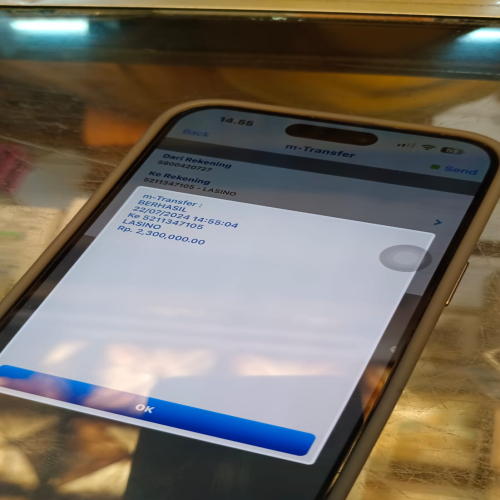 14.55
Back
m-Transfer
Send
Dari Rekening
5800420727
Ke Rekening
5211347105 - LASINO
m-Transfer :
BERHASIL
22/07/2024 14:55:04
Ke 5211347105
LASINO
Rp. 2,300,000.00
OK